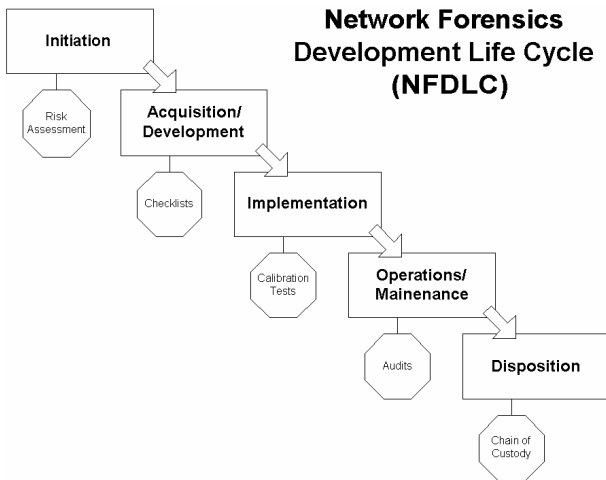 Network Forensics
Development Life Cycle
(NFDLC)
Initiation
Risk
Assessment
Acquisition/
Development
Checklists
Implementation
Calibration
Tests
Operations/
Mainenance
Audits
Disposition
Chain of
Custody